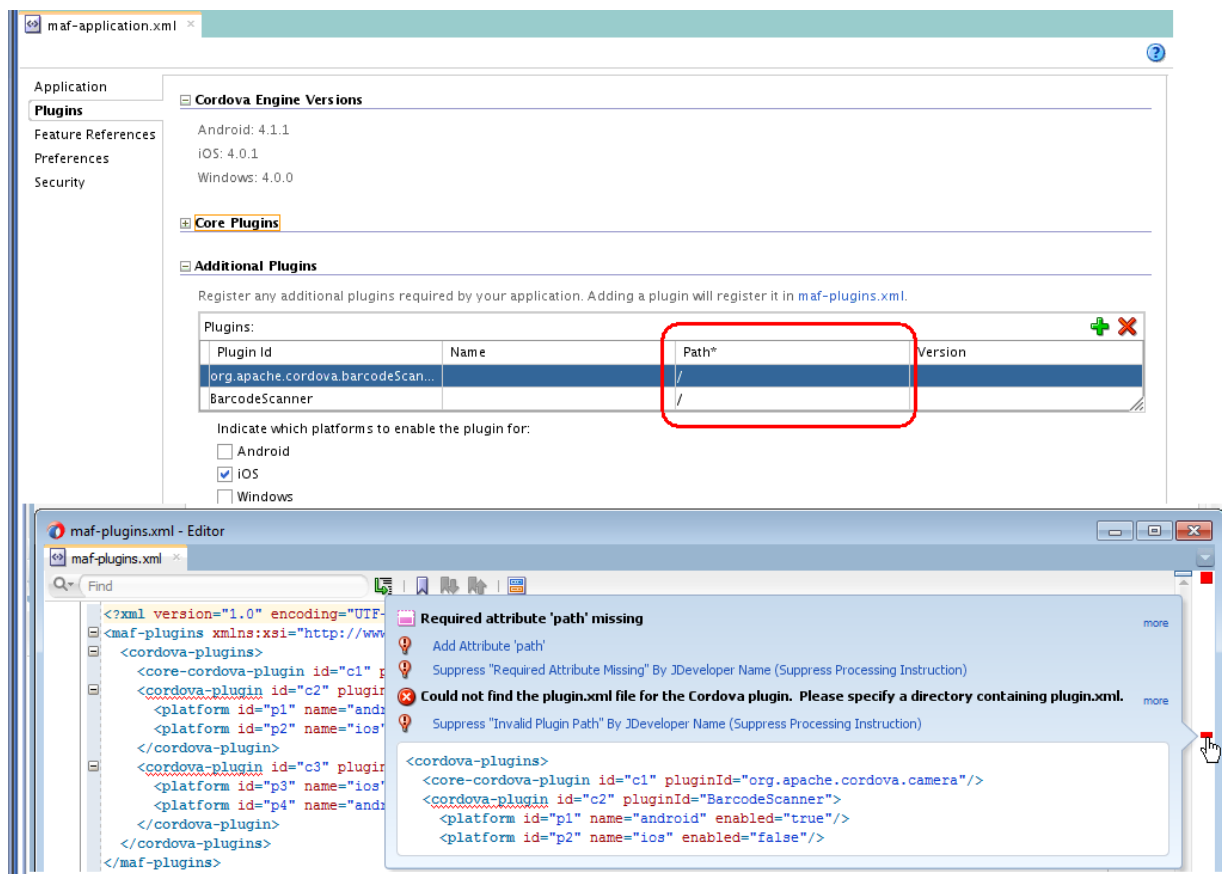 maf-application.xml
Application
Plugins
Feature References
Preferences
Security
Cordova Engine Versions
Android: 4.1.1
iOS: 4.0.1
Windows: 4.0.0
Core Plugins
Additional Plugins
Register any additional plugins required by your application. Adding a plugin will register it in maf-plugins.xml.
Plugins:
Plugin Id Name Path* Version
org.apache.cordova.barcodeScan... /
BarcodeScanner /
Indicate which platforms to enable the plugin for:
Android
iOS
Windows
maf-plugins.xml - Editor
maf-plugins.xml
Find
<?xml version="1.0" encoding="UTF-
<maf-plugins xmlns:xsi="http://www
<cordova-plugins>
<core-cordova-plugin id="c1" p
<cordova-plugin id="c2" plugin
<platform id="p1" name="andr
<platform id="p2" name="ios"
</cordova-plugin>
<cordova-plugin id="c3" plugin
<platform id="p3" name="ios"
<platform id="p4" name="andr
</cordova-plugin>
</cordova-plugins>
</maf-plugins>
Required attribute 'path' missing more
Add Attribute 'path'
Suppress "Required Attribute Missing" By JDeveloper Name (Suppress Processing Instruction)
Could not find the plugin.xml file for the Cordova plugin. Please specify a directory containing plugin.xml. more
Suppress "Invalid Plugin Path" By JDeveloper Name (Suppress Processing Instruction)
<cordova-plugins>
<core-cordova-plugin id="c1" pluginId="org.apache.cordova.camera"/>
<cordova-plugin id="c2" pluginId="BarcodeScanner">
<platform id="p1" name="android" enabled="true"/>
<platform id="p2" name="ios" enabled="false"/>